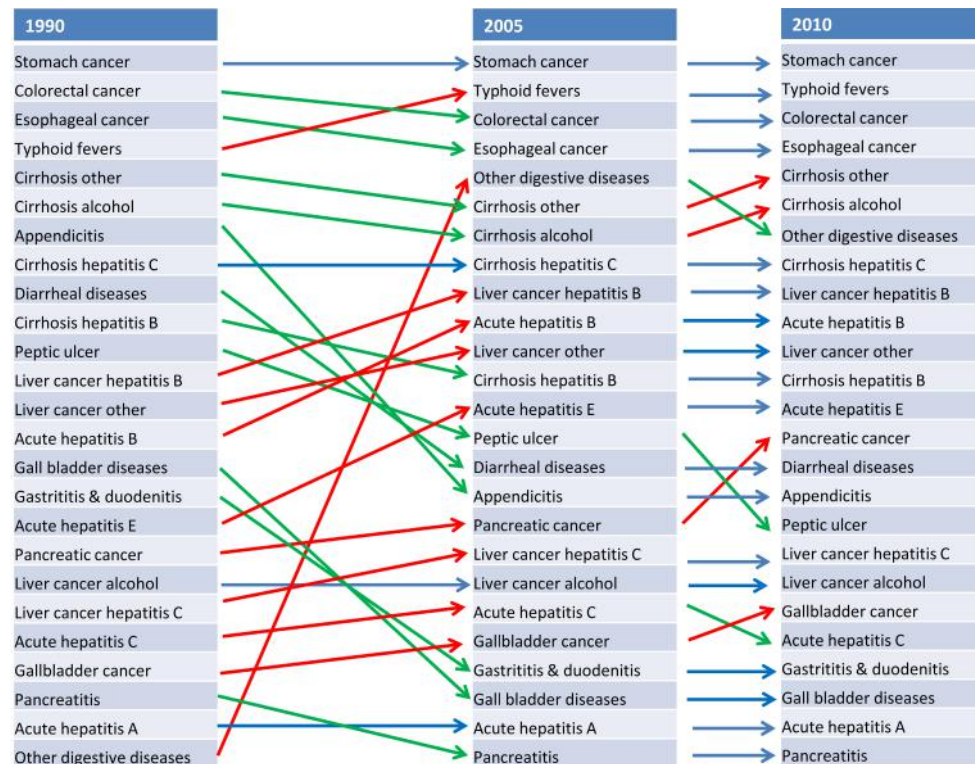 1990
Stomach cancer
Colorectal cancer
Esophageal cancer
Typhoid fevers
Cirrhosis other
Cirrhosis alcohol
Appendicitis
Cirrhosis hepatitis C
Diarrheal diseases
Cirrhosis hepatitis B
Peptic ulcer
Liver cancer hepatitis B
Liver cancer other
Acute hepatitis B
Gall bladder diseases
Gastrititis & duodenitis
Acute hepatitis E
Pancreatic cancer
Liver cancer alcohol
Liver cancer hepatitis C
Acute hepatitis C
Gallbladder cancer
Pancreatitis
Acute hepatitis A
Other digestive diseases
2005
Stomach cancer
Typhoid fevers
Colorectal cancer
Esophageal cancer
Other digestive diseases
Cirrhosis other
Cirrhosis alcohol
Cirrhosis hepatitis C
Liver cancer hepatitis B
Acute hepatitis B
Liver cancer other
Cirrhosis hepatitis B
Acute hepatitis E
Peptic ulcer
Diarrheal diseases
Appendicitis
Pancreatic cancer
Liver cancer hepatitis C
Liver cancer alcohol
Acute hepatitis C
Gallbladder cancer
Gastrititis & duodenitis
Gall bladder diseases
Acute hepatitis A
Pancreatitis
2010
Stomach cancer
Typhoid fevers
Colorectal cancer
Esophageal cancer
Cirrhosis other
Cirrhosis alcohol
Other digestive diseases
Cirrhosis hepatitis C
Liver cancer hepatitis B
Acute hepatitis B
Liver cancer other
Cirrhosis hepatitis B
Acute hepatitis E
Pancreatic cancer
Diarrheal diseases
Appendicitis
Peptic ulcer
Liver cancer hepatitis C
Liver cancer alcohol
Gallbladder cancer
Acute hepatitis C
Gastrititis & duodenitis
Gall bladder diseases
Acute hepatitis A
Pancreatitis